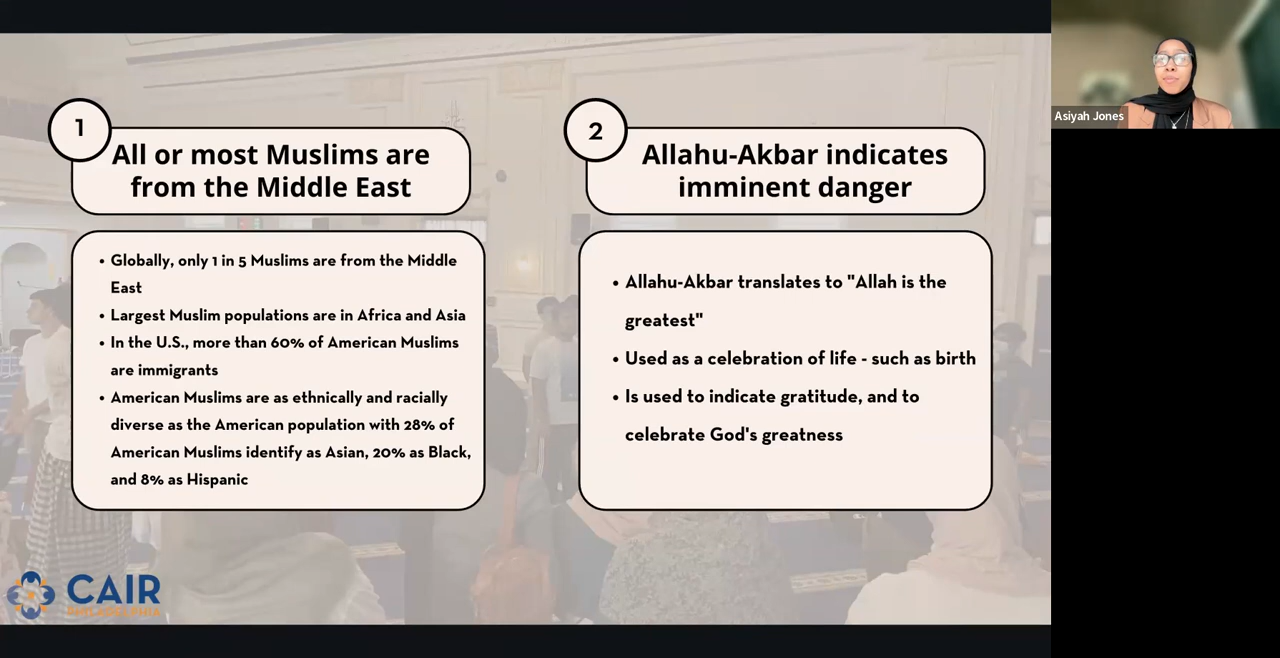 1
All or most Muslims are
from the Middle East
• Globally, only 1 in 5 Muslims are from the Middle
East
• Largest Muslim populations are in Africa and Asia
• In the U.S., more than 60% of American Muslims
are immigrants
• American Muslims are as ethnically and racially
diverse as the American population with 28% of
American Muslims identify as Asian, 20% as Black,
and 8% as Hispanic
2
Allahu-Akbar indicates
imminent danger
• Allahu-Akbar translates to "Allah is the
greatest"
• Used as a celebration of life - such as birth
• Is used to indicate gratitude, and to
celebrate God's greatness
CAIR
PHILADELPHIA
Asiyah Jones